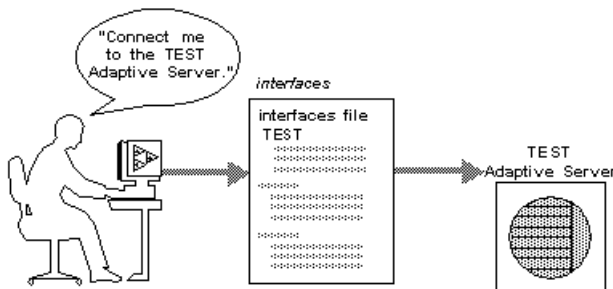 "Connect me
to the TEST
Adaptive Server."
interfaces
interfaces file
TEST
TEST
Adaptive Server